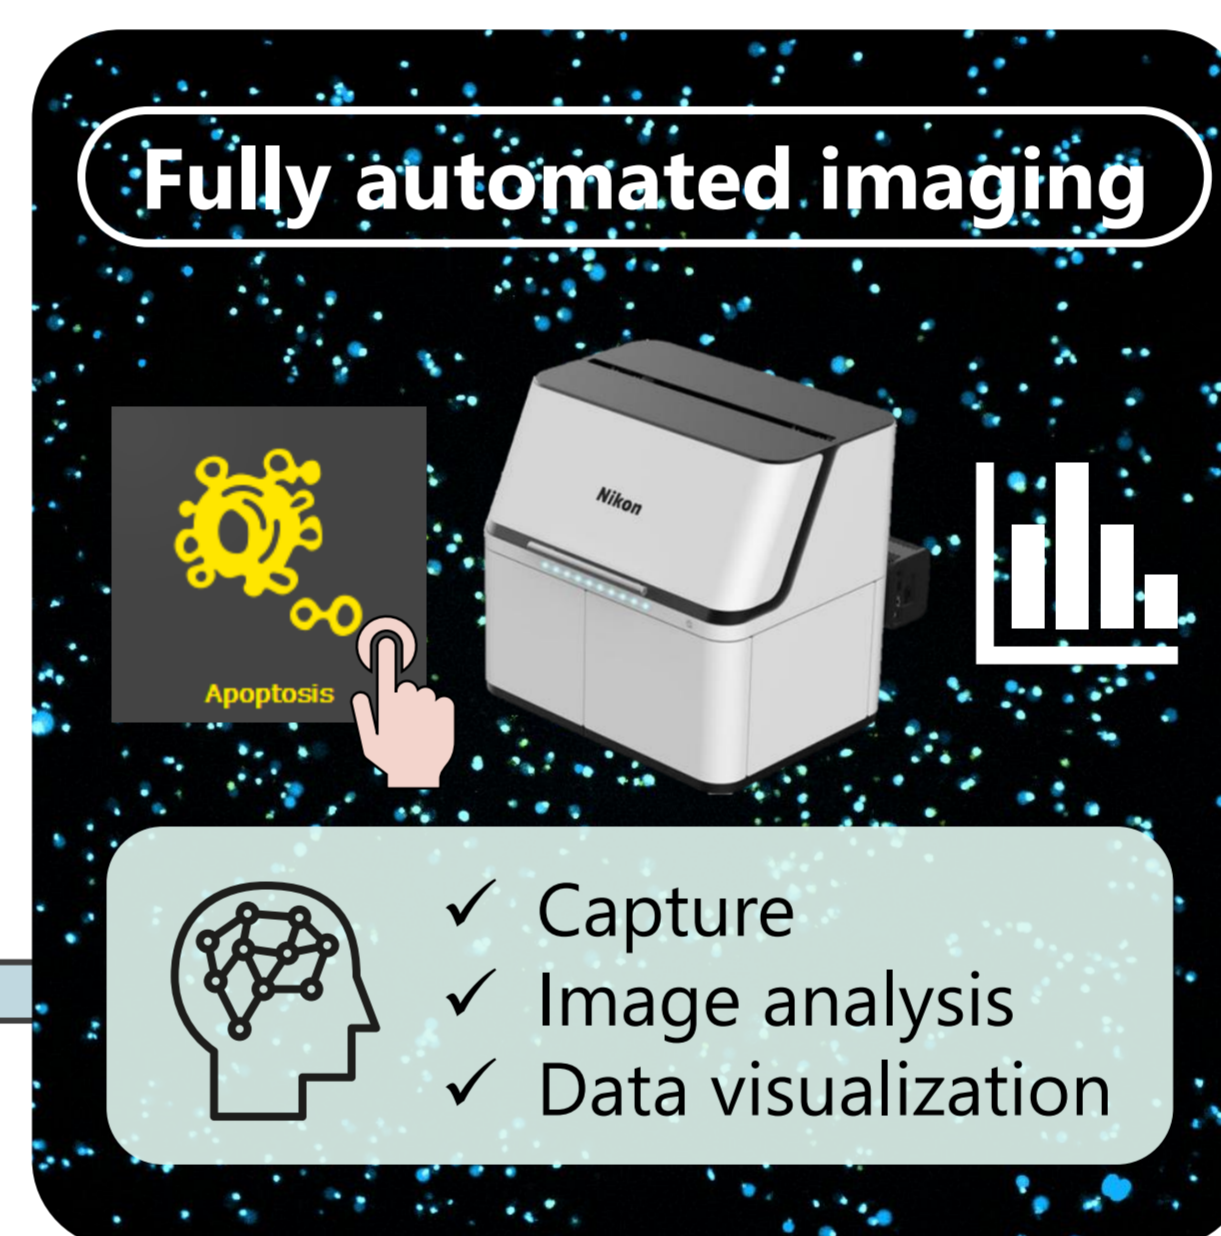 Fully automated imaging
Nikon
Apoptosis
✓ Capture
✓ Image analysis
✓ Data visualization